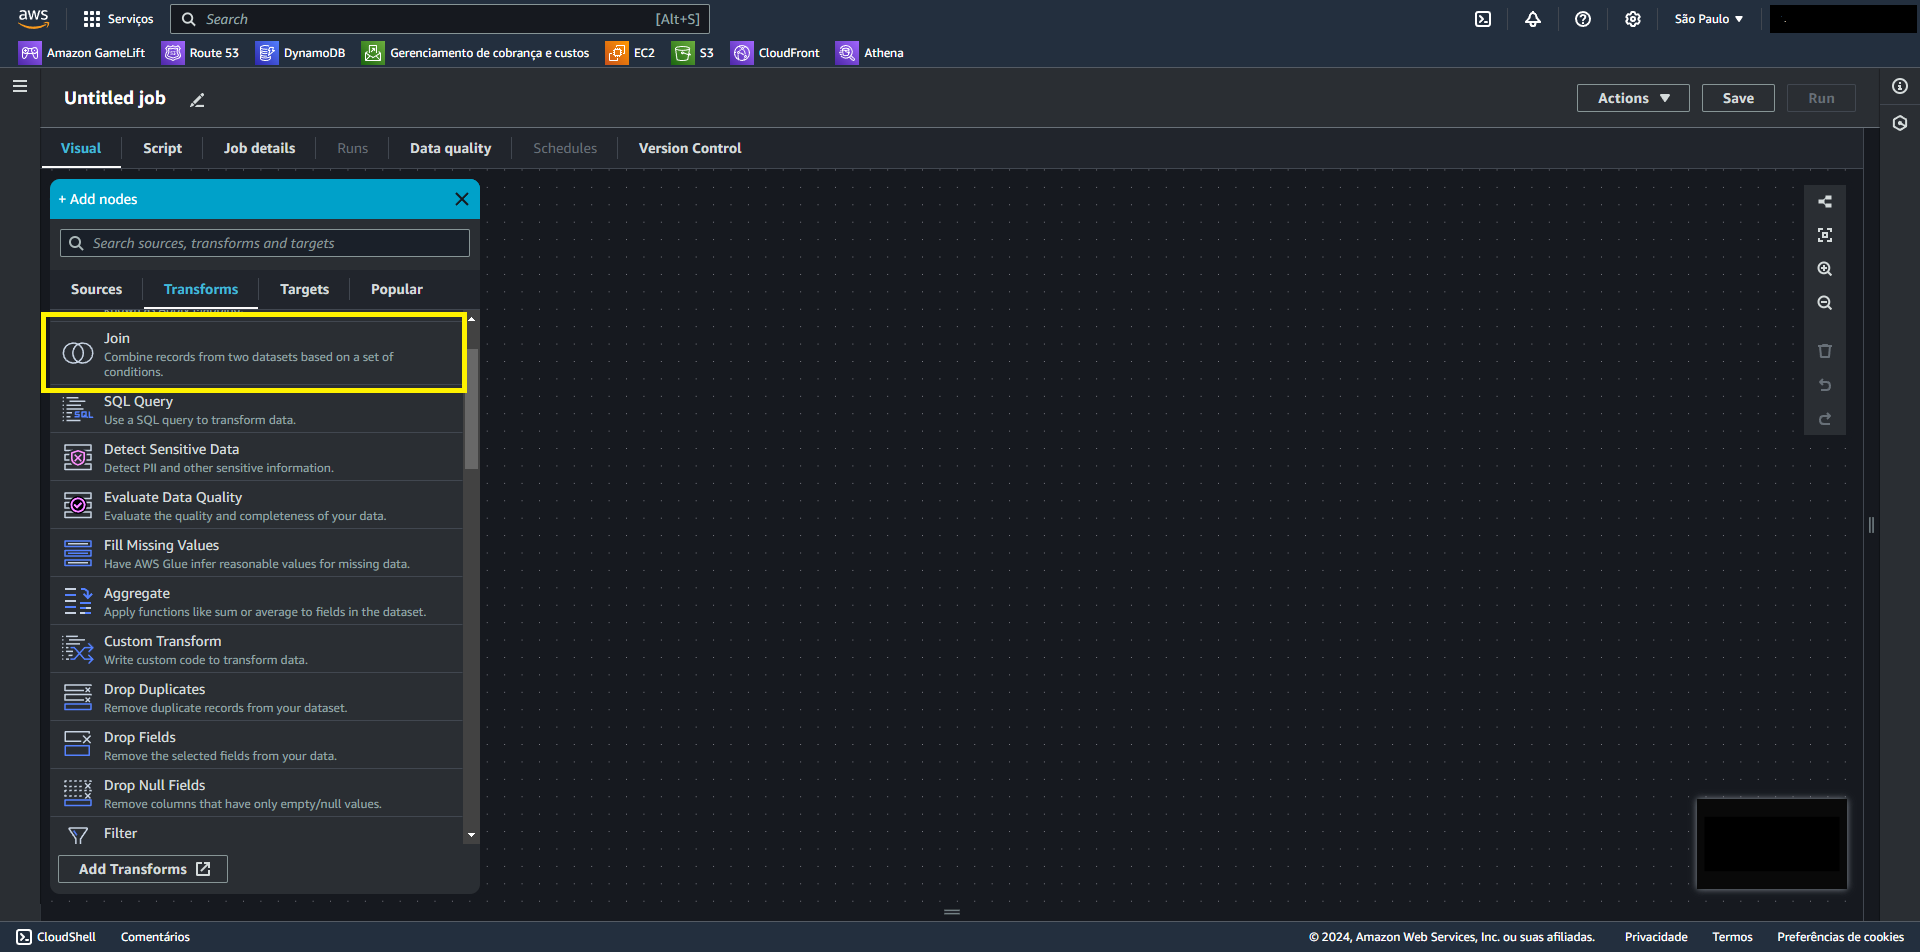 aws
Serviços
Search
[Alt+S]
São Paulo
Amazon GameLift
Route 53
DynamoDB
Gerenciamento de cobrança e custos
EC2
S3
CloudFront
Athena
Untitled job
Actions
Save
Run
Visual
Script
Job details
Runs
Data quality
Schedules
Version Control
+ Add nodes
Search sources, transforms and targets
Sources
Transforms
Targets
Popular
Join
Combine records from two datasets based on a set of
conditions.
SQL Query
Use a SQL query to transform data.
Detect Sensitive Data
Detect PII and other sensitive information.
Evaluate Data Quality
Evaluate the quality and completeness of your data.
Fill Missing Values
Have AWS Glue infer reasonable values for missing data.
Aggregate
Apply functions like sum or average to fields in the dataset.
Custom Transform
Write custom code to transform data.
Drop Duplicates
Remove duplicate records from your dataset.
Drop Fields
Remove the selected fields from your data.
Drop Null Fields
Remove columns that have only empty/null values.
Filter
Add Transforms
CloudShell
Comentários
© 2024, Amazon Web Services, Inc. ou suas afiliadas.
Privacidade
Termos
Preferências de cookies